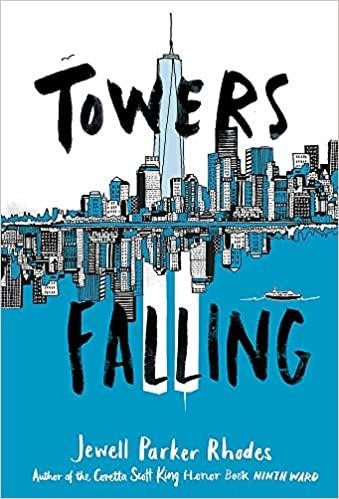 TOWERS
FALLING
Jewell Parker Rhodes
Author of the Coretta Scott King Honor Book NINTH WARD